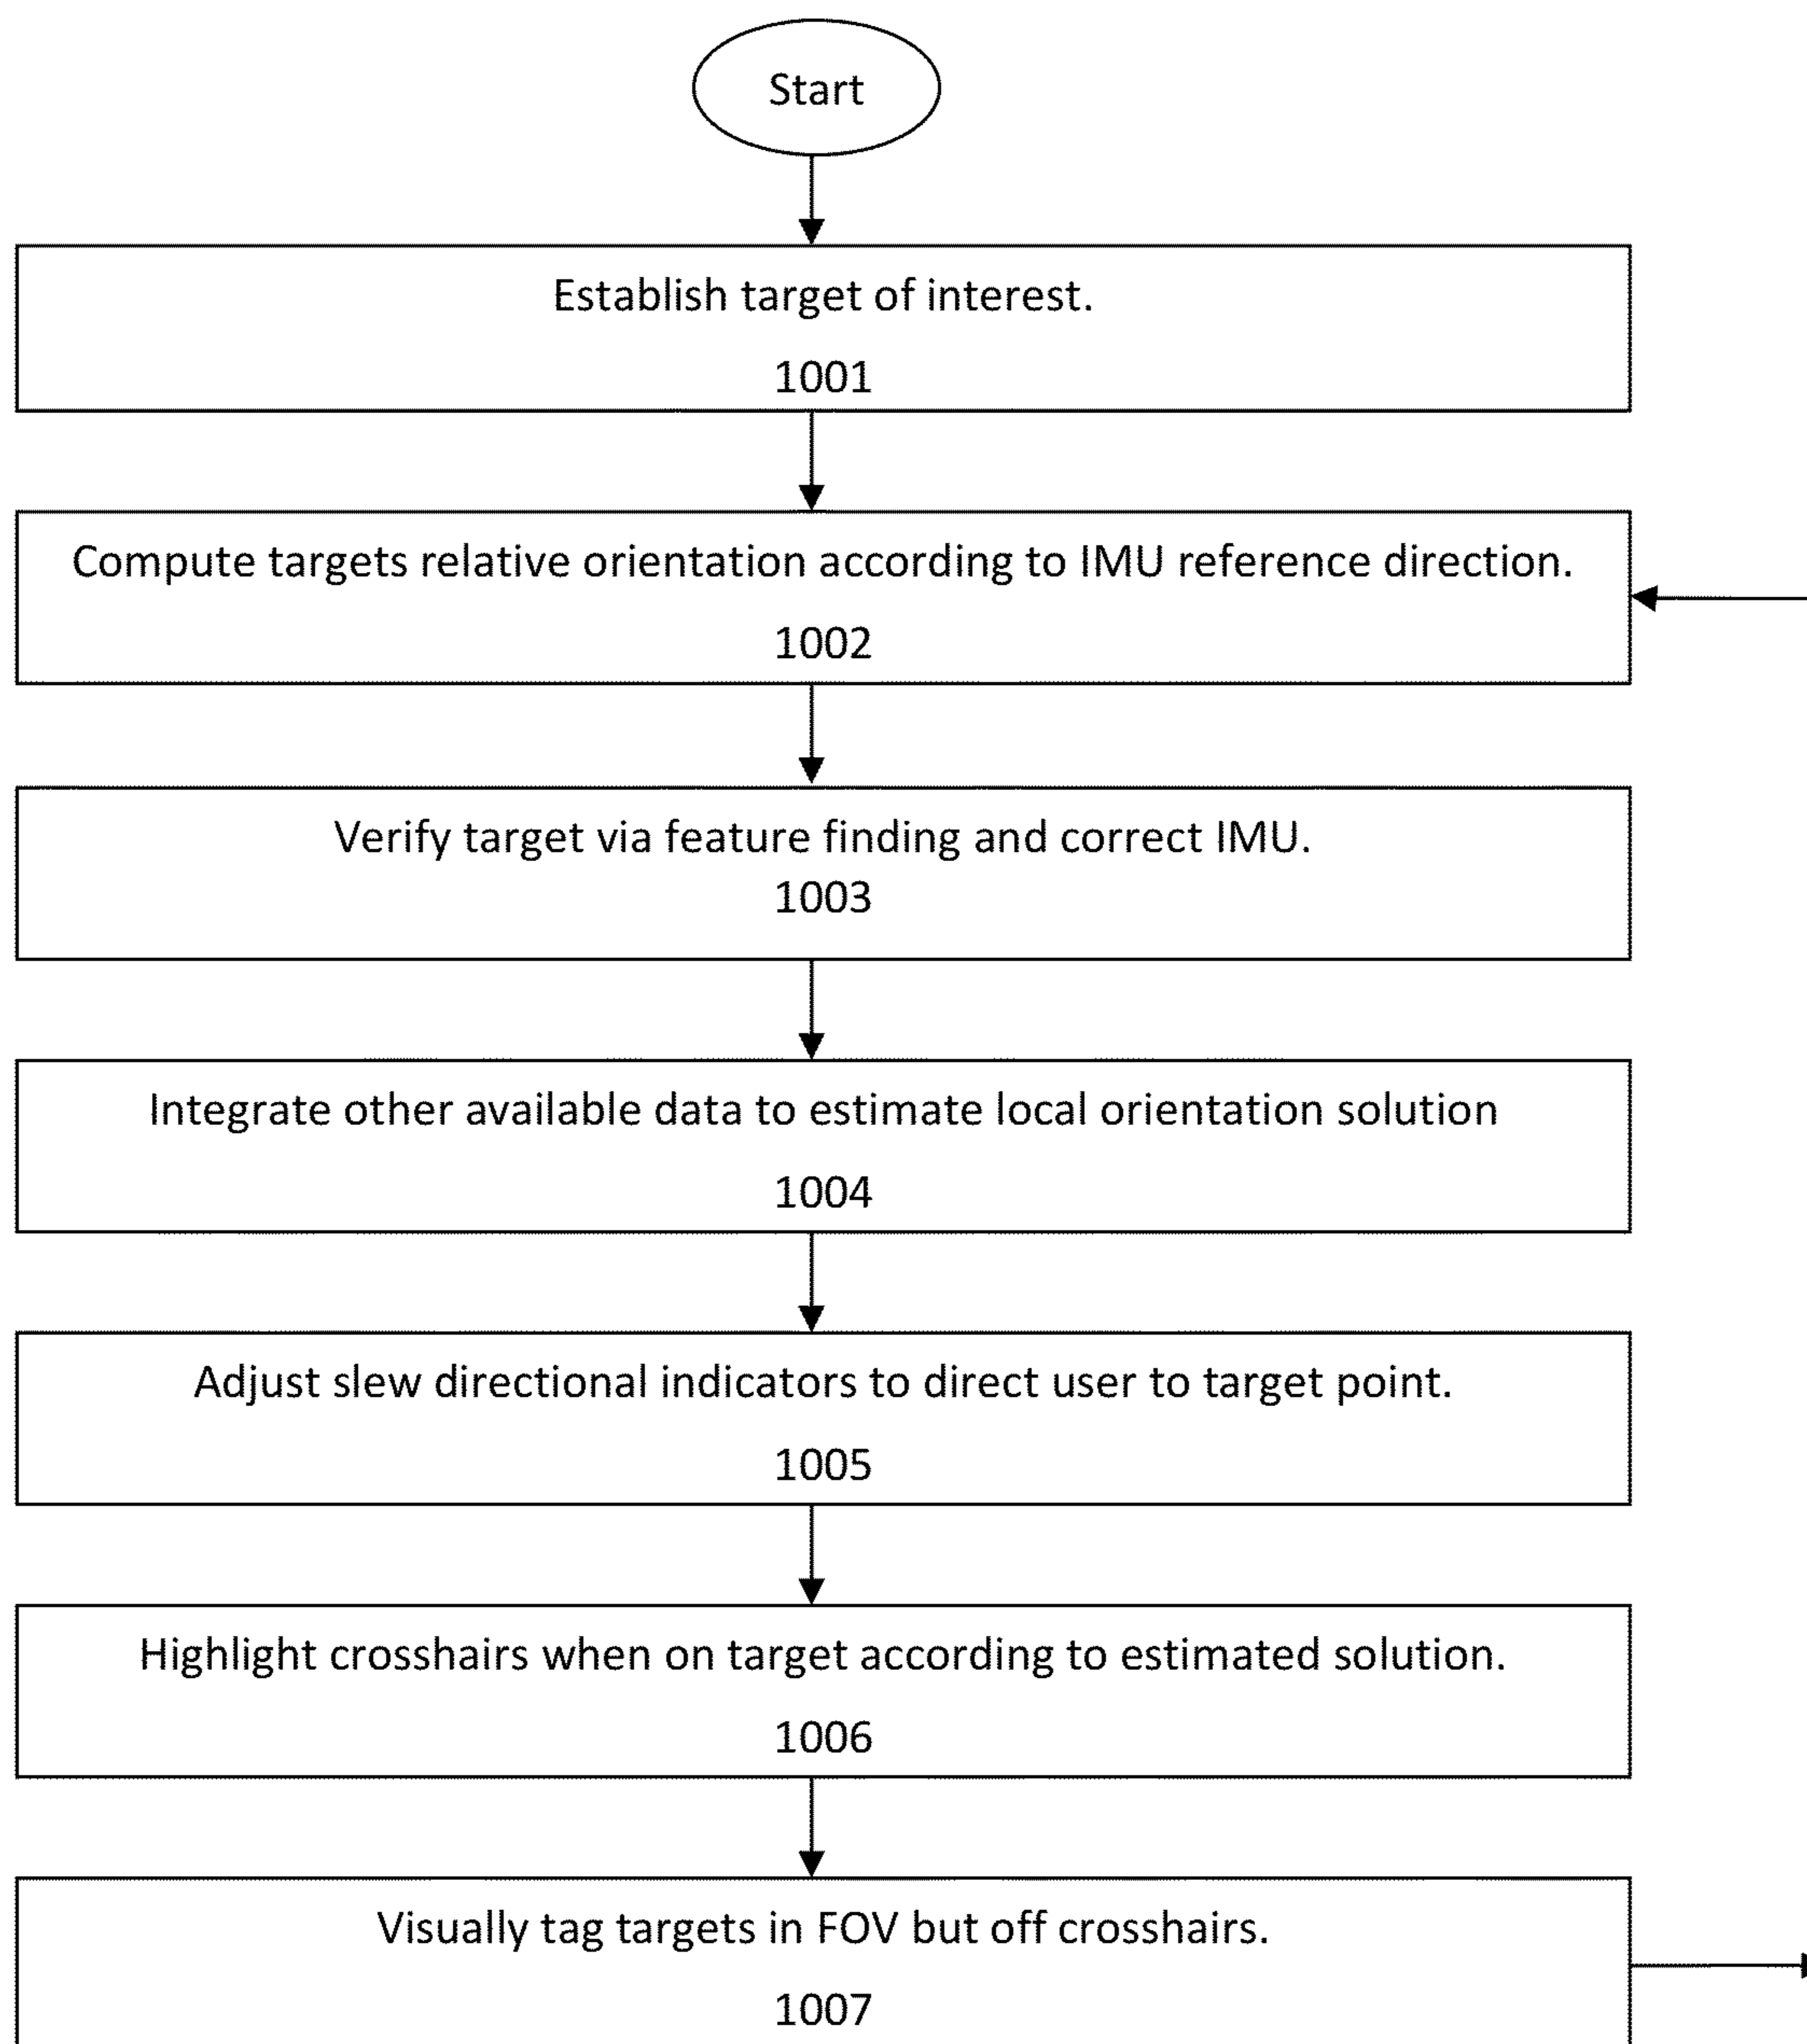 Start
Establish target of interest.
1001
Compute targets relative orientation according to IMU reference direction.
1002
Verify target via feature finding and correct IMU.
1003
Integrate other available data to estimate local orientation solution
1004
Adjust slew directional indicators to direct user to target point.
1005
Highlight crosshairs when on target according to estimated solution.
1006
Visually tag targets in FOV but off crosshairs.
1007